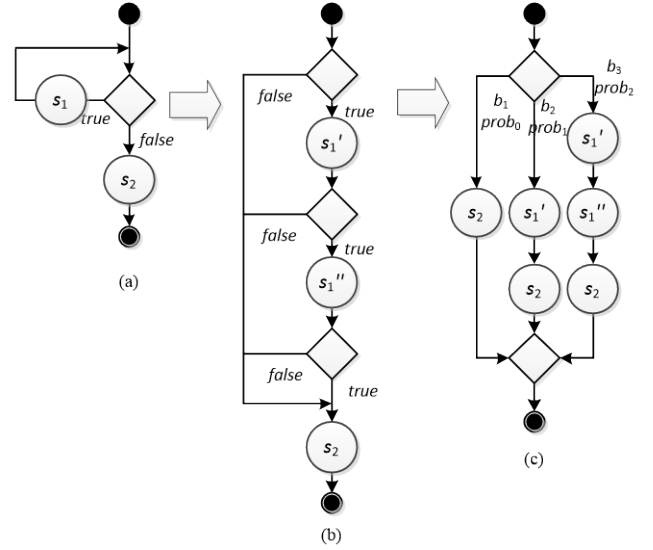 s1
true
false
s2
(a)
false
true
s1'
false
true
s1''
false
true
s2
(b)
b1
prob0
b2
prob1
b3
prob2
s1'
s2
s1'
s1''
s2
s2
(c)